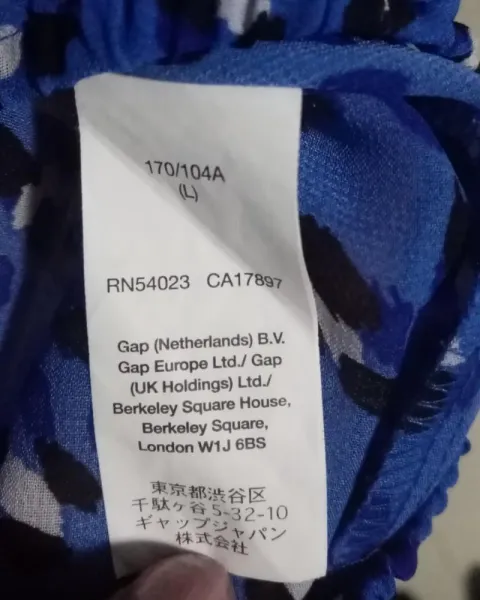 170/104A
(L)
RN54023 CA17897
Gap (Netherlands) B.V.
Gap Europe Ltd./ Gap
(UK Holdings) Ltd./
Berkeley Square House,
Berkeley Square,
London W1J 6BS
東京都渋谷区
千駄ヶ谷5-32-10
ギャップジャパン
株式会社